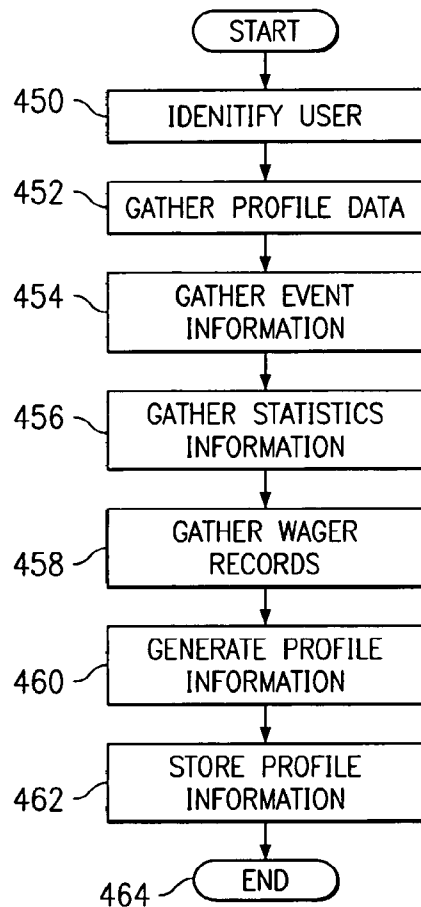 START
450
IDENITIFY USER
452
GATHER PROFILE DATA
454
GATHER EVENT
INFORMATION
456
GATHER STATISTICS
INFORMATION
458
GATHER WAGER
RECORDS
460
GENERATE PROFILE
INFORMATION
462
STORE PROFILE
INFORMATION
464
END